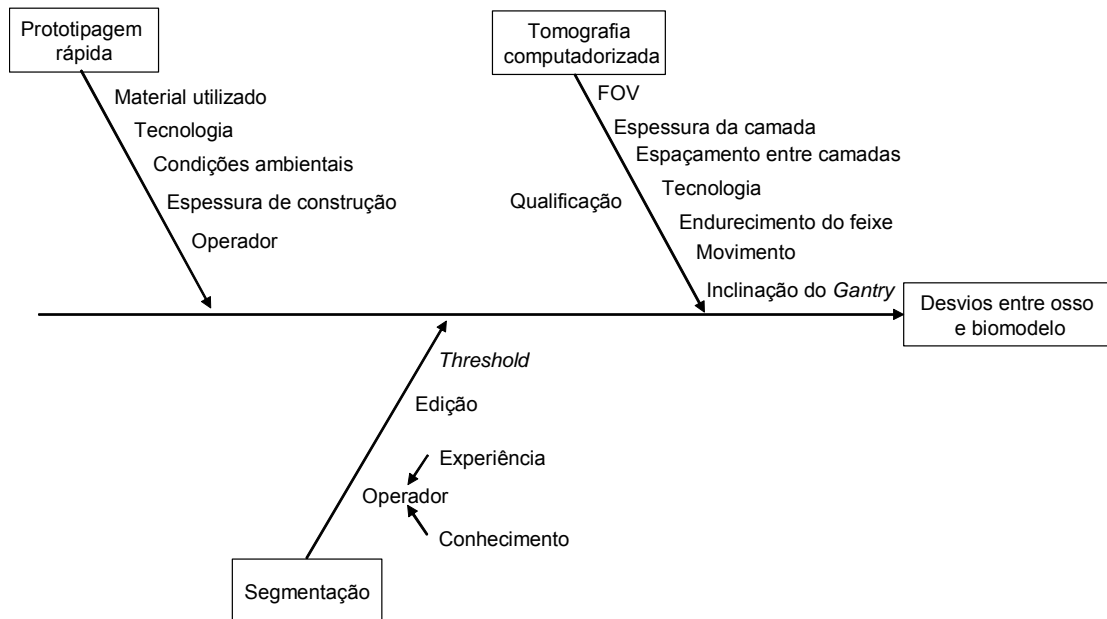 Prototipagem
rápida
Material utilizado
Tecnologia
Condições ambientais
Espessura de construção
Operador
Tomografia
computadorizada
FOV
Espessura da camada
Espaçamento entre camadas
Tecnologia
Qualificação
Endurecimento do feixe
Movimento
Inclinação do Gantry
Desvios entre osso
e biomodelo
Threshold
Edição
Experiência
Operador
Conhecimento
Segmentação